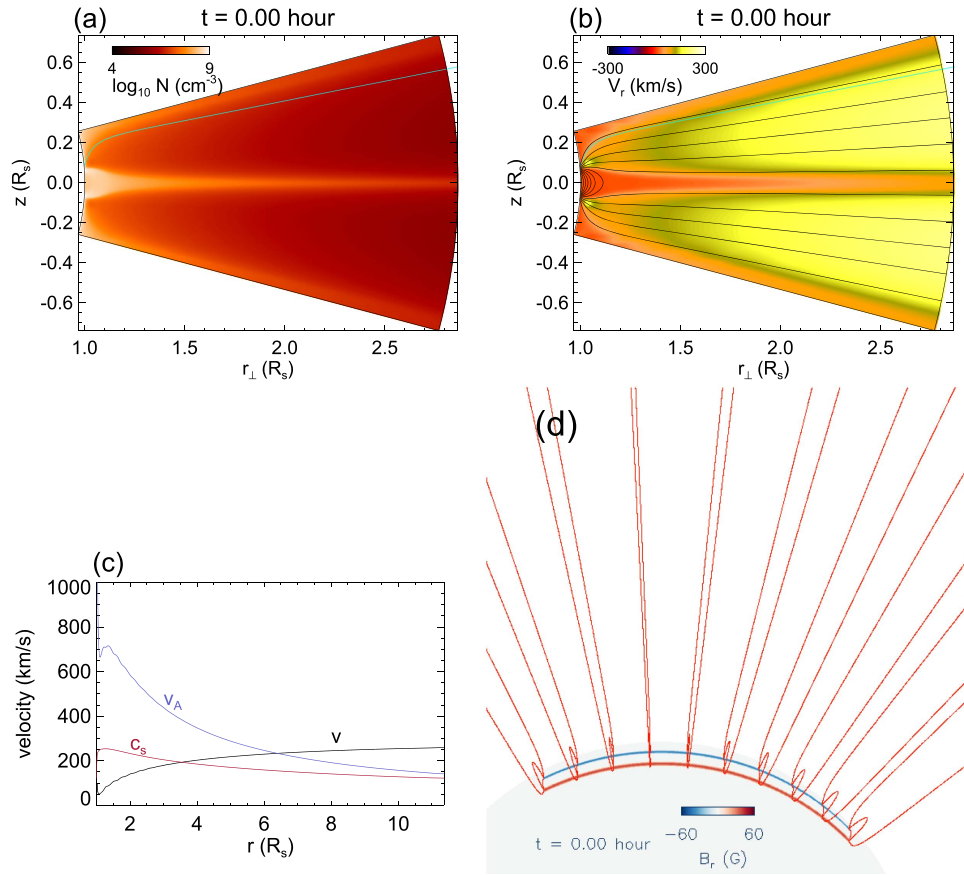 (a)
t = 0.00 hour
0.6
0.4
0.2
0.0
-0.2
-0.4
-0.6
z (Rₛ)
4
9
log₁₀ N (cm⁻³)
1.0
1.5
2.0
2.5
r⊥ (Rₛ)
(b)
t = 0.00 hour
0.6
0.4
0.2
0.0
-0.2
-0.4
-0.6
z (Rₛ)
-300
300
Vᵣ (km/s)
1.0
1.5
2.0
2.5
r⊥ (Rₛ)
(c)
1000
800
600
400
200
0
velocity (km/s)
v_A
c_s
v
2
4
6
8
10
r (Rₛ)
(d)
−60
60
t = 0.00 hour
Bᵣ (G)